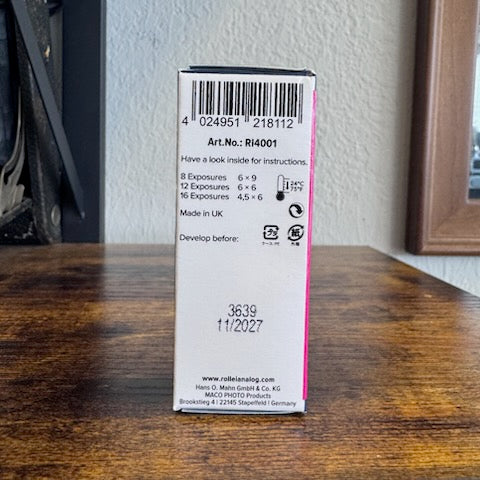 4 024951 218112
Art.No.: Ri4001
Have a look inside for instructions.
8 Exposures 6 × 9
12 Exposures 6 × 6
16 Exposures 4,5 × 6
24°C
75°F
Made in UK
Develop before:
3639
11/2027
www.rolleianalog.com
Hans O. Mahn GmbH & Co. KG
MACO PHOTO Products
Brookstieg 4 | 22145 Stapelfeld | Germany